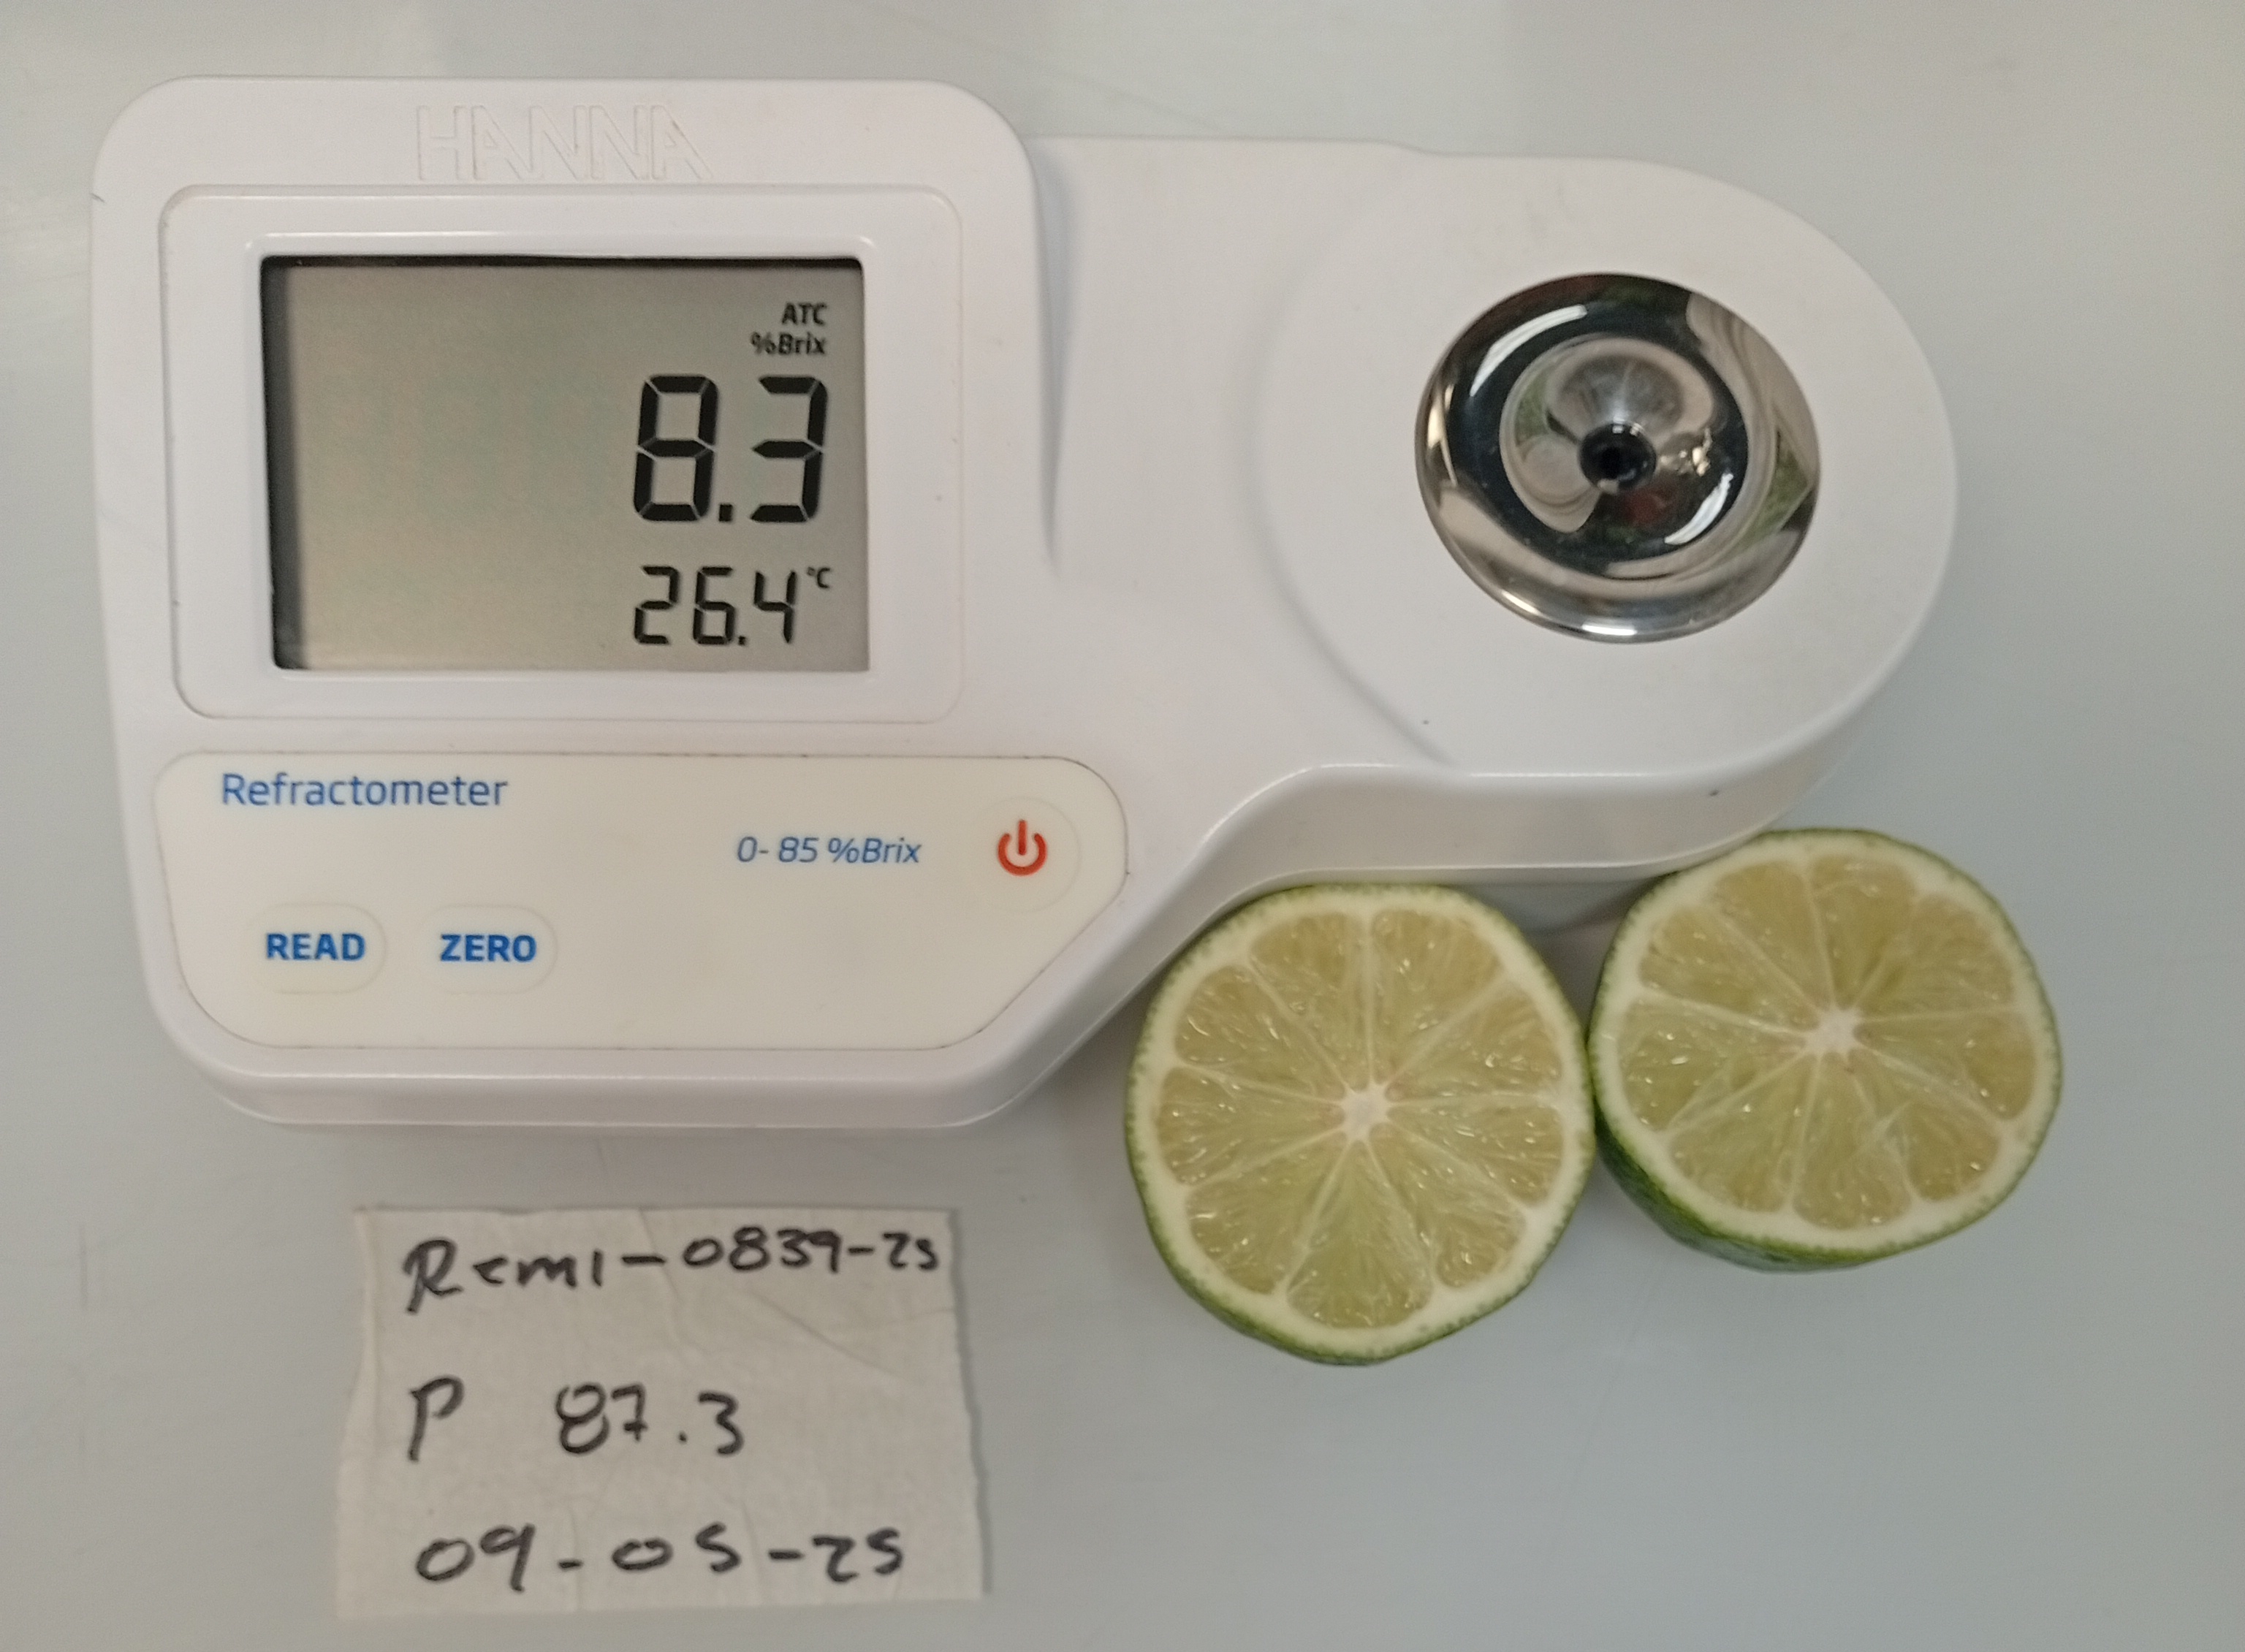 HANNA
ATC
%Brix
8.3
26.4°C
Refractometer
0-85 %Brix
READ ZERO
Remi-0839-25
P 87.3
09-05-25